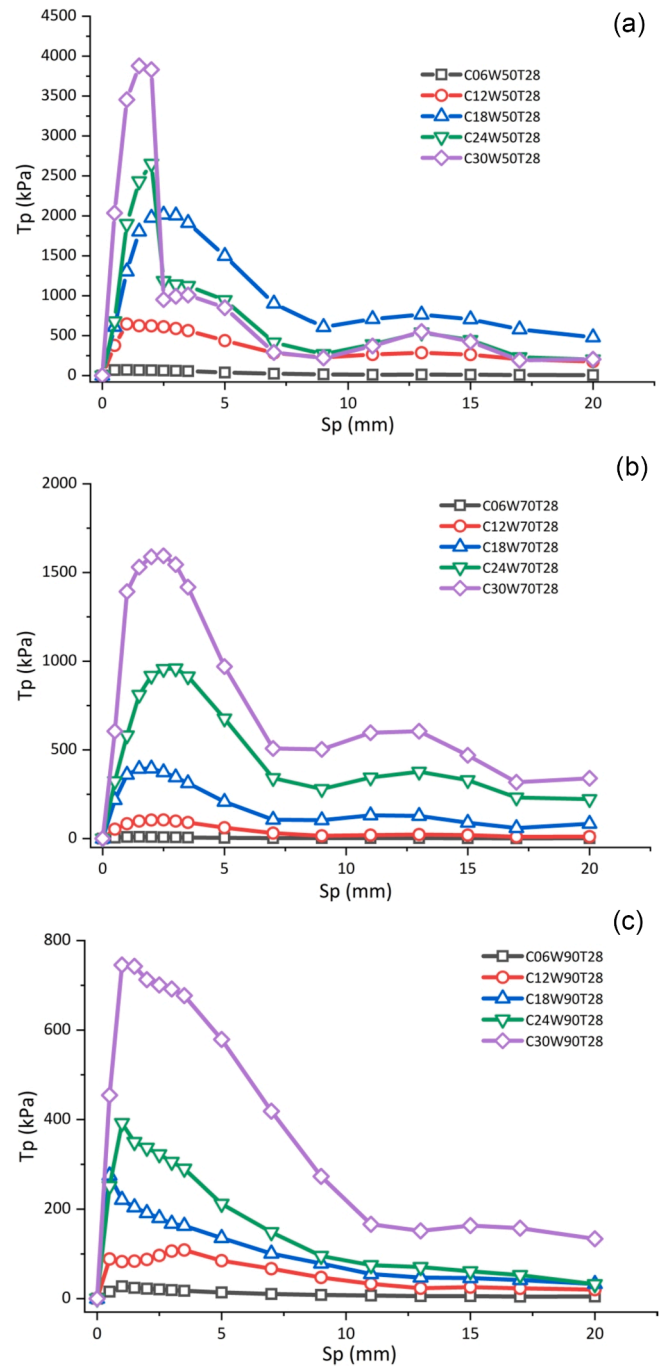 (a)
4500
4000
3500
3000
2500
2000
1500
1000
500
0
Tp (kPa)
C06W50T28
C12W50T28
C18W50T28
C24W50T28
C30W50T28
0 5 10 15 20
Sp (mm)
(b)
2000
1500
1000
500
0
Tp (kPa)
C06W70T28
C12W70T28
C18W70T28
C24W70T28
C30W70T28
0 5 10 15 20
Sp (mm)
(c)
800
600
400
200
0
Tp (kPa)
C06W90T28
C12W90T28
C18W90T28
C24W90T28
C30W90T28
0 5 10 15 20
Sp (mm)